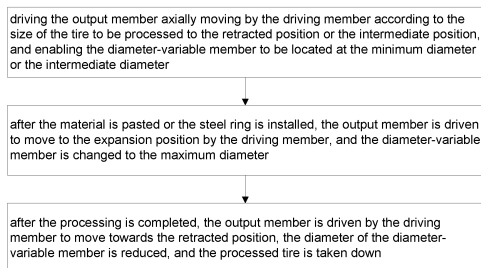 driving the output member axially moving by the driving member according to the
size of the tire to be processed to the retracted position or the intermediate position,
and enabling the diameter-variable member to be located at the minimum diameter
or the intermediate diameter
after the material is pasted or the steel ring is installed, the output member is driven
to move to the expansion position by the driving member, and the diameter-variable
member is changed to the maximum diameter
after the processing is completed, the output member is driven by the driving
member to move towards the retracted position, the diameter of the diameter-
variable member is reduced, and the processed tire is taken down